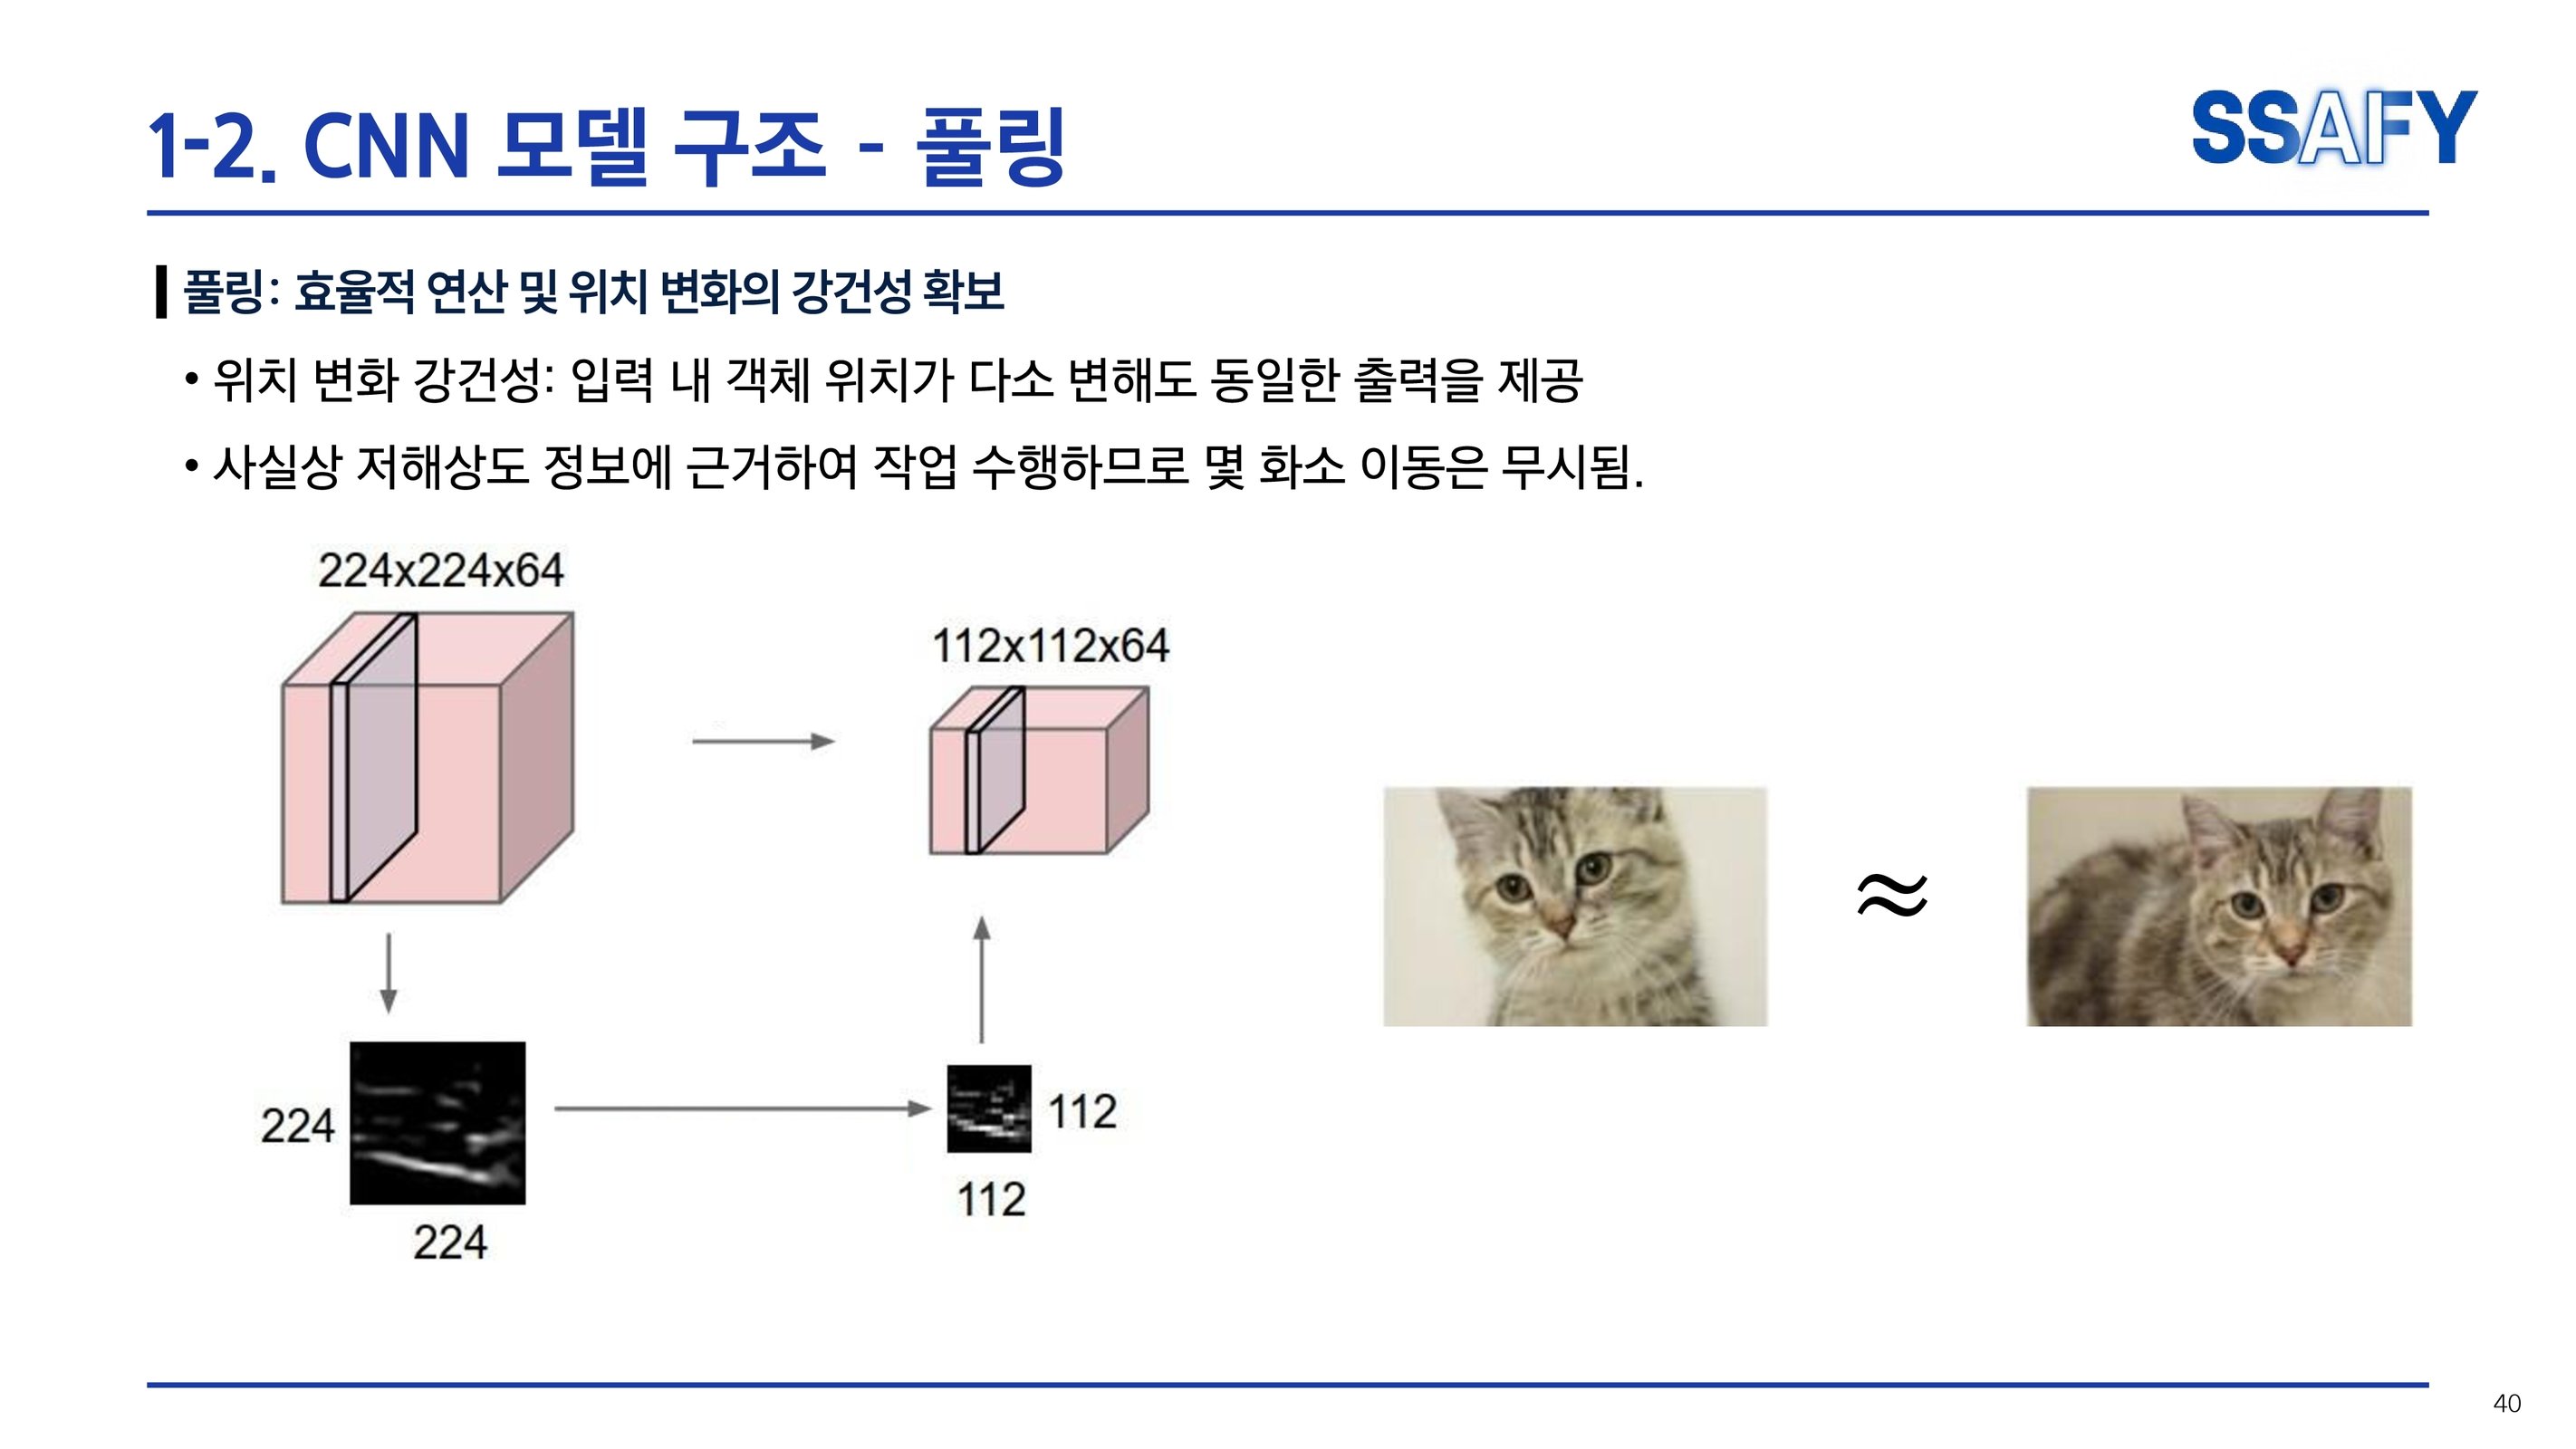 1-2. CNN 모델 구조 - 풀링
SSAFY
풀링: 효율적 연산 및 위치 변화의 강건성 확보
• 위치 변화 강건성: 입력 내 객체 위치가 다소 변해도 동일한 출력을 제공
• 사실상 저해상도 정보에 근거하여 작업 수행하므로 몇 화소 이동은 무시됨.
224x224x64
112x112x64
≈
224
112
112
224
40